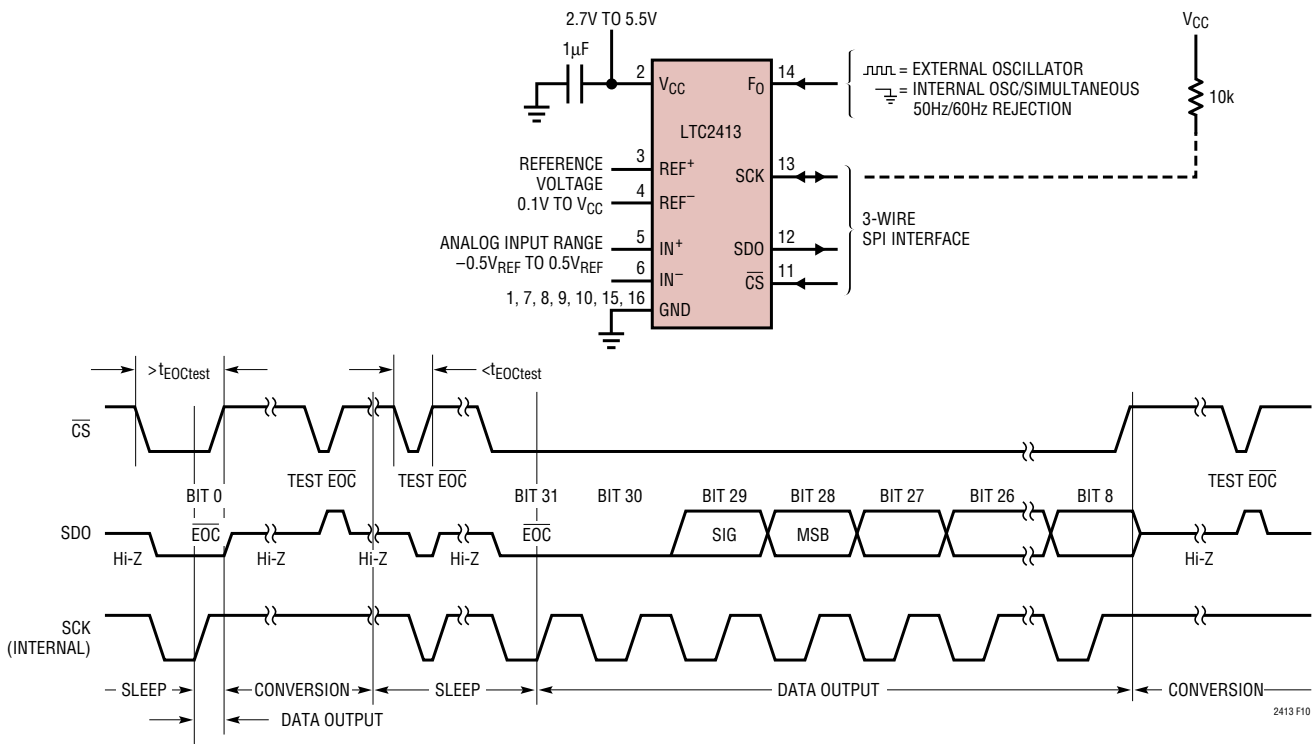 2.7V TO 5.5V
1µF
2
VCC
FO
14
= EXTERNAL OSCILLATOR
= INTERNAL OSC/SIMULTANEOUS
50Hz/60Hz REJECTION
VCC
10k
LTC2413
REFERENCE
VOLTAGE
0.1V TO VCC
3
REF+
4
REF–
SCK
13
ANALOG INPUT RANGE
–0.5VREF TO 0.5VREF
5
IN+
6
IN–
SDO
12
CS
11
3-WIRE
SPI INTERFACE
1, 7, 8, 9, 10, 15, 16
GND
>tEOCtest
<tEOCtest
CS
TEST EOC
TEST EOC
TEST EOC
BIT 0
BIT 31
BIT 30
BIT 29
BIT 28
BIT 27
BIT 26
BIT 8
SDO
EOC
EOC
SIG
MSB
Hi-Z
Hi-Z
Hi-Z
Hi-Z
Hi-Z
SCK
(INTERNAL)
SLEEP
CONVERSION
SLEEP
DATA OUTPUT
CONVERSION
DATA OUTPUT
2413 F10